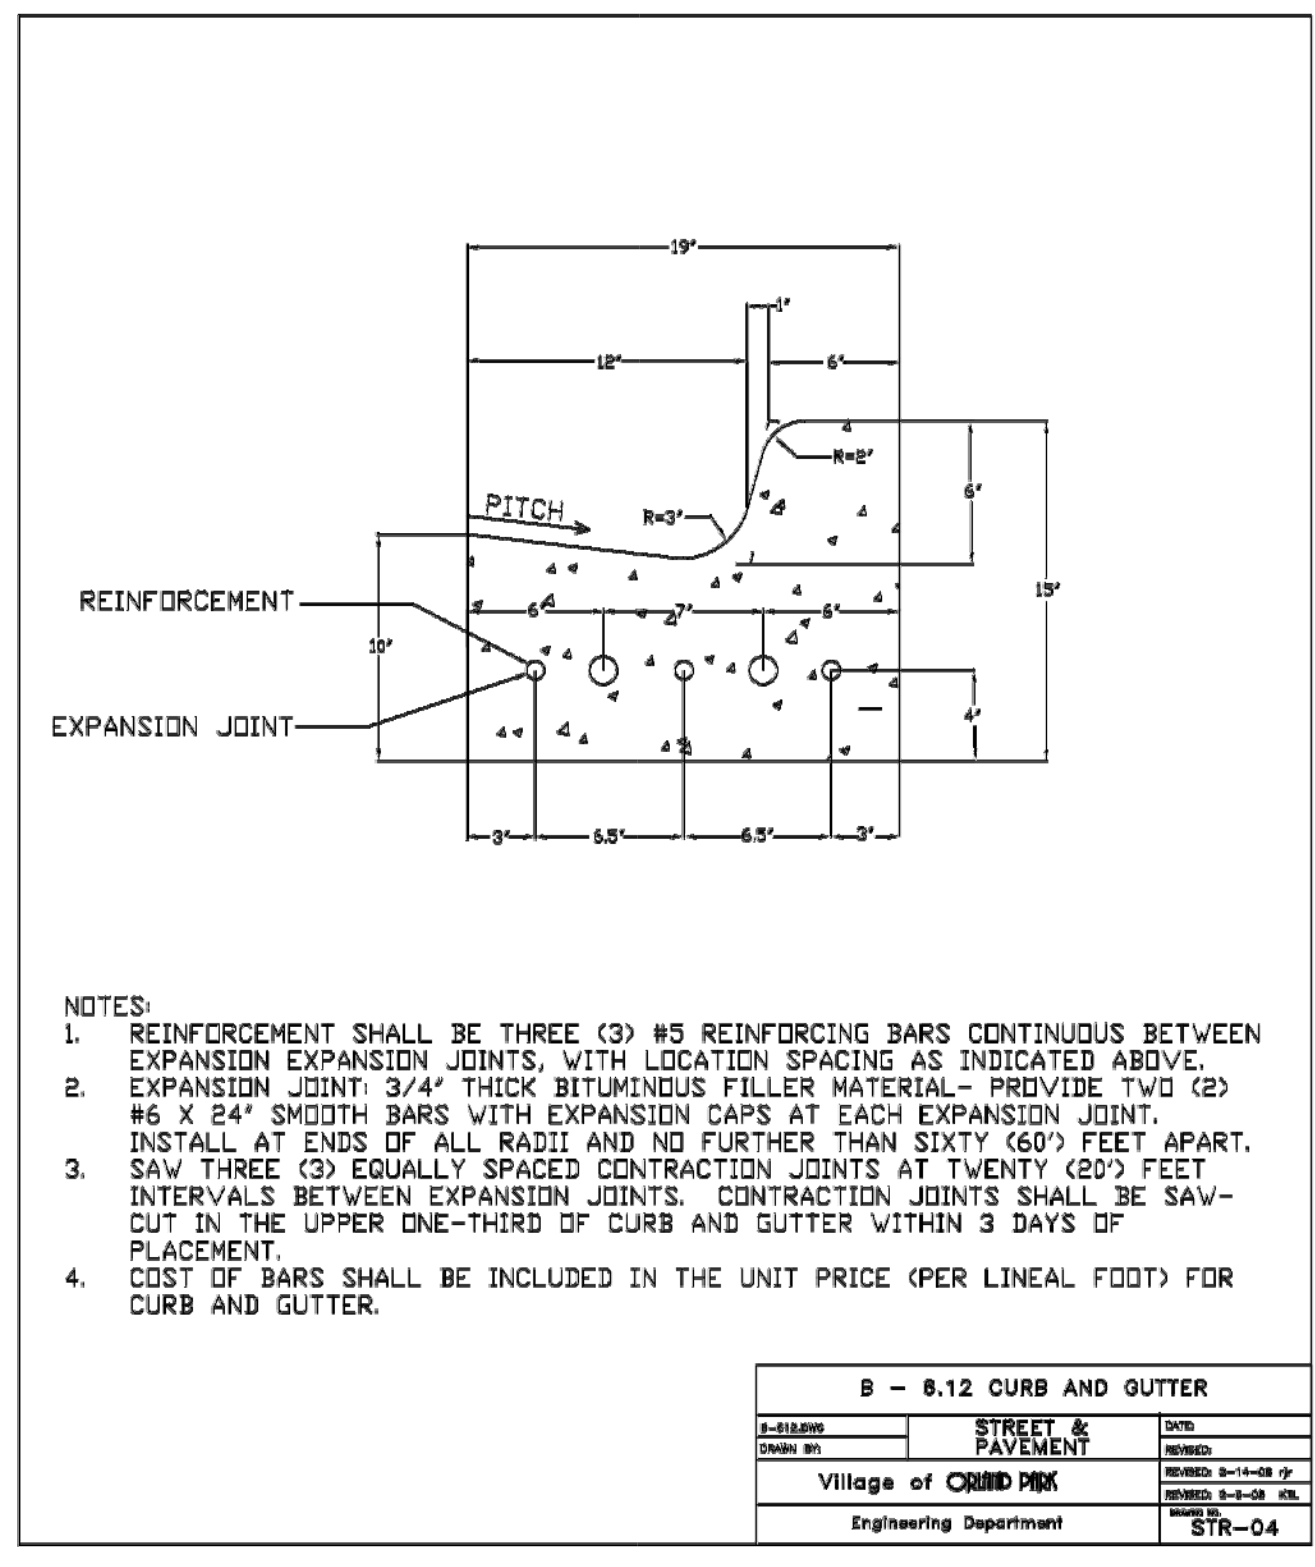 19"
1"
12"
6"
R=2"
PITCH
R=3"
6"
REINFORCEMENT
6"
7"
6"
15"
10"
EXPANSION JOINT
4"
3"
6.5"
6.5"
3"
NOTES:
1. REINFORCEMENT SHALL BE THREE (3) #5 REINFORCING BARS CONTINUOUS BETWEEN
EXPANSION EXPANSION JOINTS, WITH LOCATION SPACING AS INDICATED ABOVE.
2. EXPANSION JOINT: 3/4" THICK BITUMINOUS FILLER MATERIAL- PROVIDE TWO (2)
#6 X 24" SMOOTH BARS WITH EXPANSION CAPS AT EACH EXPANSION JOINT.
INSTALL AT ENDS OF ALL RADII AND NO FURTHER THAN SIXTY (60') FEET APART.
3. SAW THREE (3) EQUALLY SPACED CONTRACTION JOINTS AT TWENTY (20') FEET
INTERVALS BETWEEN EXPANSION JOINTS. CONTRACTION JOINTS SHALL BE SAW-
CUT IN THE UPPER ONE-THIRD OF CURB AND GUTTER WITHIN 3 DAYS OF
PLACEMENT.
4. COST OF BARS SHALL BE INCLUDED IN THE UNIT PRICE (PER LINEAL FOOT) FOR
CURB AND GUTTER.
B - 6.12 CURB AND GUTTER
B-612.DWG
STREET &
DATE:
DRAWN BY:
PAVEMENT
REVISED:
Village of ORLAND PARK
REVISED: rjr
REVISED:
Engineering Department
DRAWING NO.
STR-04